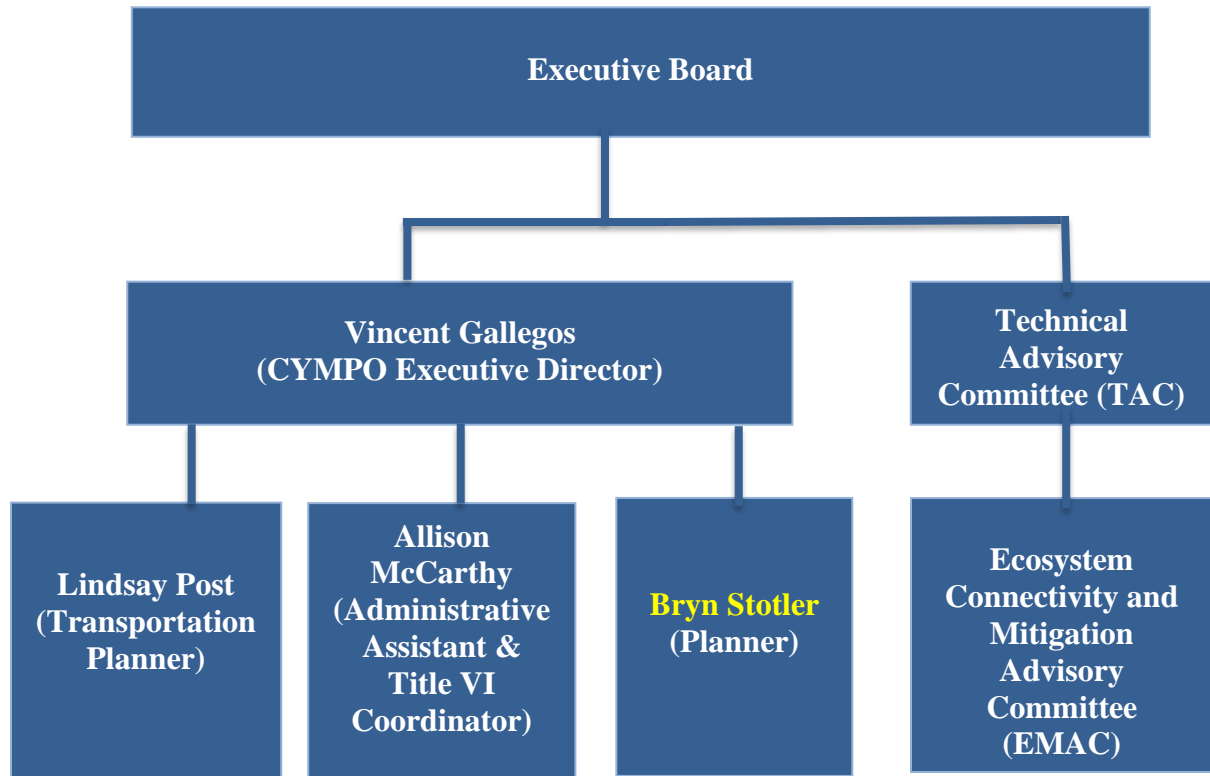 Executive Board
Vincent Gallegos
(CYMPO Executive Director)
Technical
Advisory
Committee (TAC)
Lindsay Post
(Transportation
Planner)
Allison
McCarthy
(Administrative
Assistant &
Title VI
Coordinator)
Bryn Stotler
(Planner)
Ecosystem
Connectivity and
Mitigation
Advisory
Committee
(EMAC)